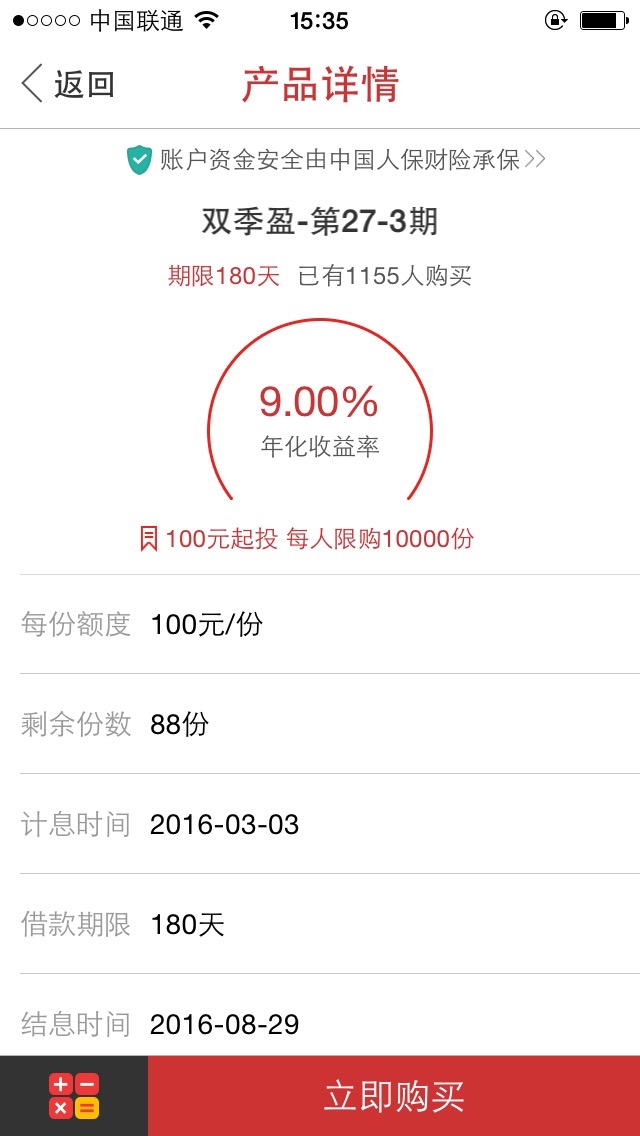 中国联通 15:35
返回 产品详情
账户资金安全由中国人保财险承保>>
双季盈-第27-3期
期限180天 已有1155人购买
9.00%
年化收益率
100元起投 每人限购10000份
每份额度 100元/份
剩余份数 88份
计息时间 2016-03-03
借款期限 180天
结息时间 2016-08-29
立即购买